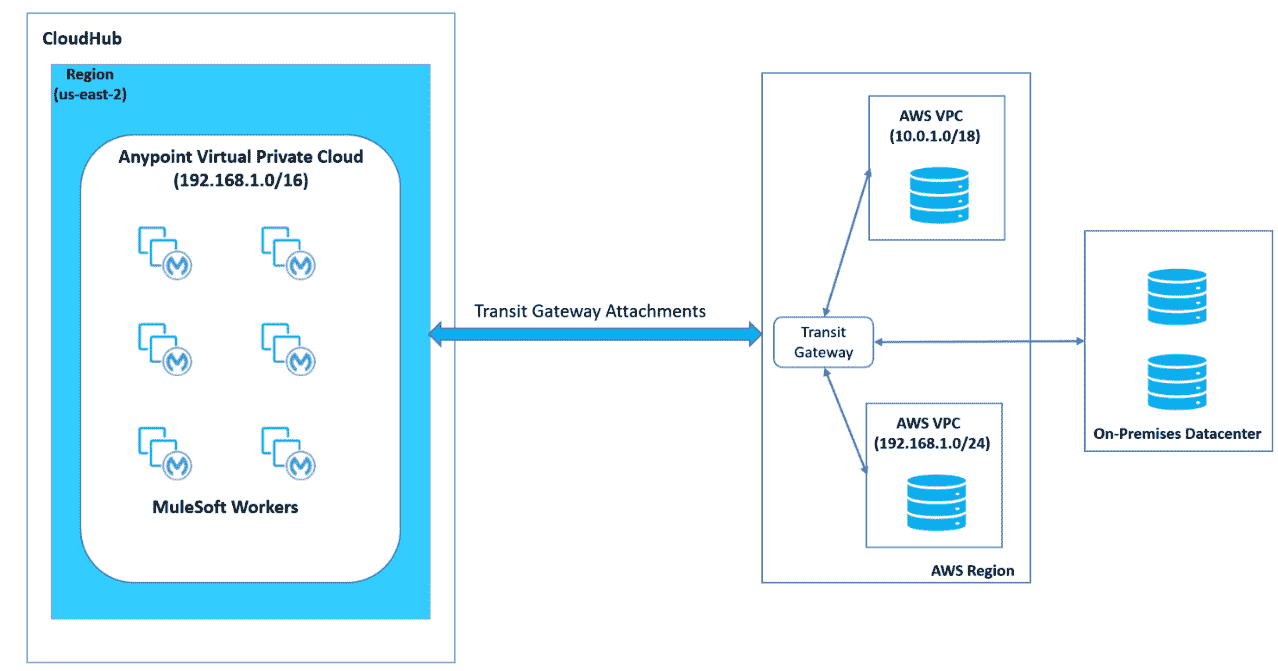 CloudHub
Region
(us-east-2)
Anypoint Virtual Private Cloud
(192.168.1.0/16)
MuleSoft Workers
Transit Gateway Attachments
AWS VPC
(10.0.1.0/18)
Transit
Gateway
AWS VPC
(192.168.1.0/24)
AWS Region
On-Premises Datacenter